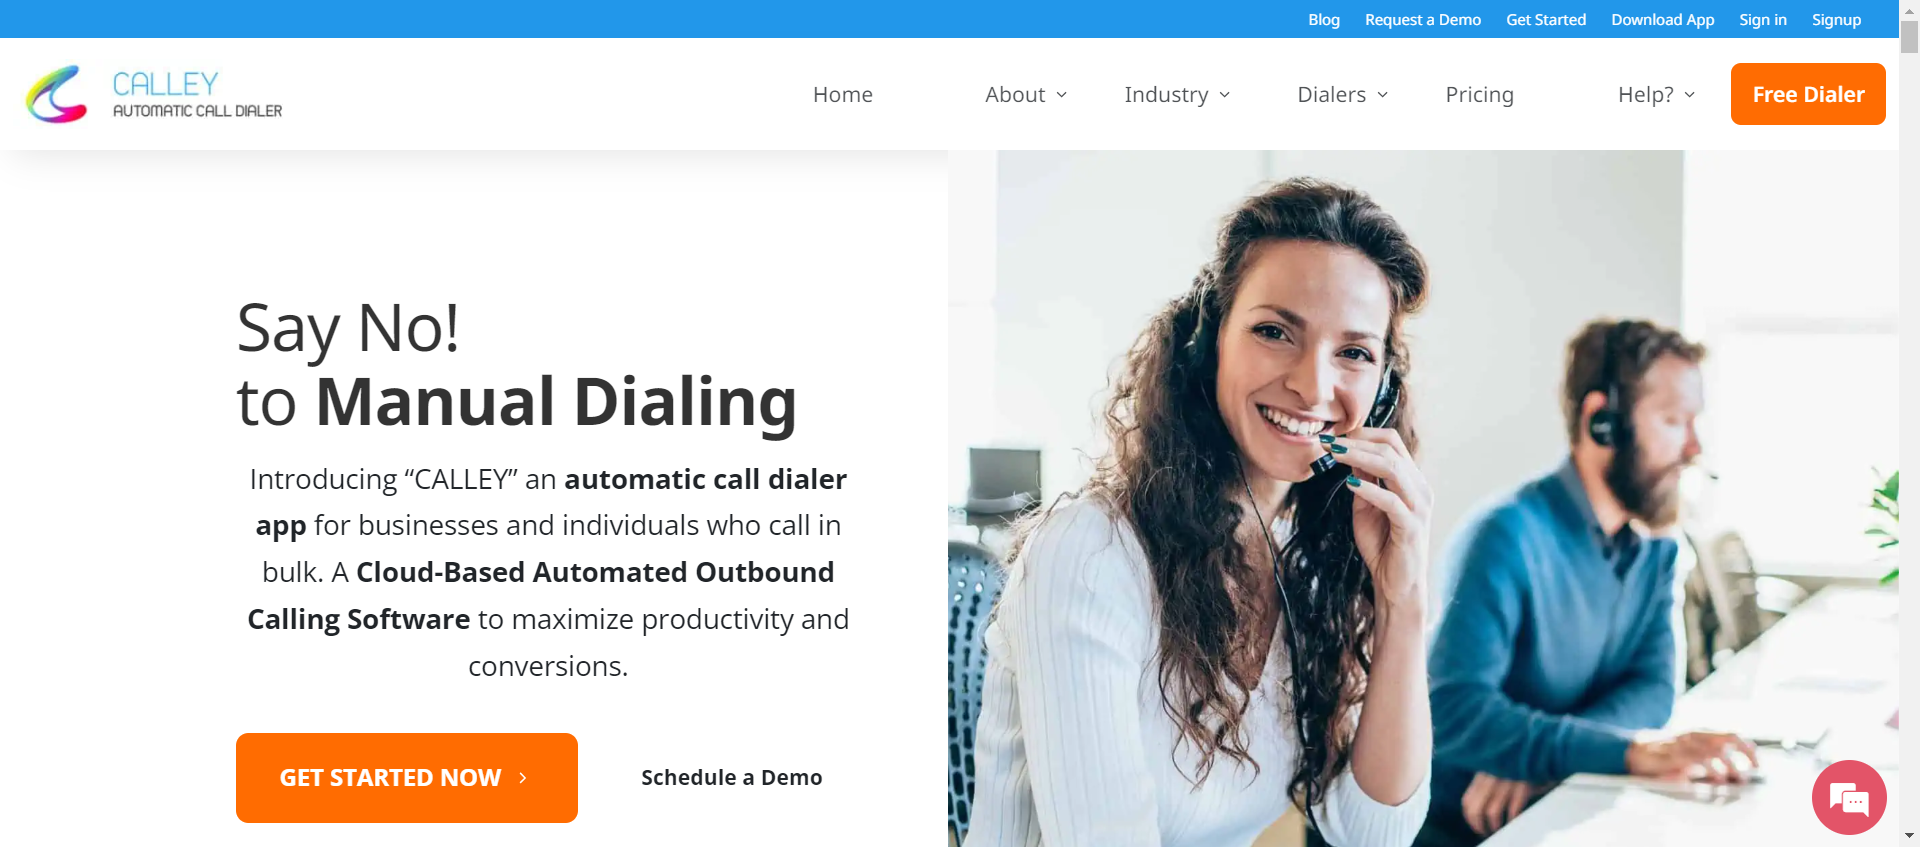 Blog Request a Demo Get Started Download App Sign in Signup
CALLEY
AUTOMATIC CALL DIALER
Home About Industry Dialers Pricing Help? Free Dialer
Say No!
to Manual Dialing
Introducing “CALLEY” an automatic call dialer
app for businesses and individuals who call in
bulk. A Cloud-Based Automated Outbound
Calling Software to maximize productivity and
conversions.
GET STARTED NOW
Schedule a Demo